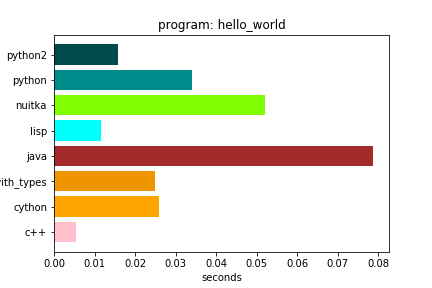 program: hello_world
python2
python
nuitka
lisp
java
with_types
cython
c++
0.00 0.01 0.02 0.03 0.04 0.05 0.06 0.07 0.08
seconds